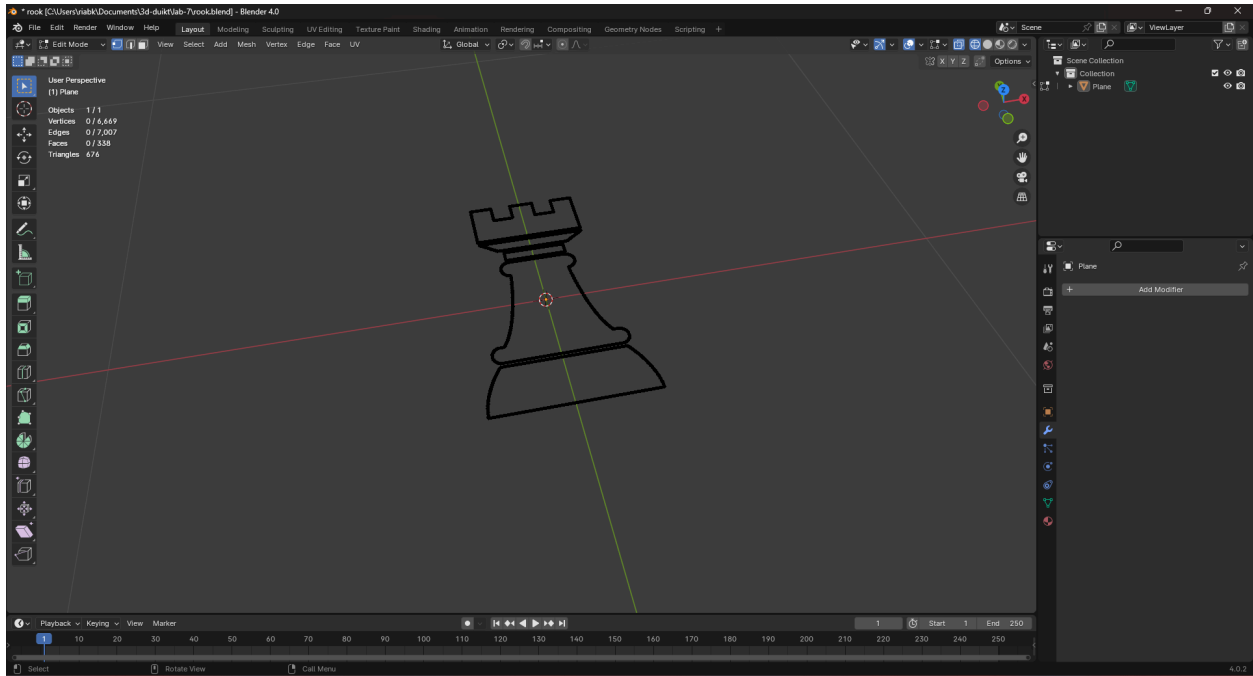 * rook [C:\Users\riabk\Documents\3d-duikt\lab-7\rook.blend] - Blender 4.0
File Edit Render Window Help Layout Modeling Sculpting UV Editing Texture Paint Shading Animation Rendering Compositing Geometry Nodes Scripting + Scene ViewLayer
Edit Mode View Select Add Mesh Vertex Edge Face UV Global
X Y Z Options
User Perspective
(1) Plane
Objects 1 / 1
Vertices 0 / 6,669
Edges 0 / 7,007
Faces 0 / 338
Triangles 676
Z
X
Scene Collection
Collection
Plane
Plane
+ Add Modifier
Playback Keying View Marker 1 Start 1 End 250
1 10 20 30 40 50 60 70 80 90 100 110 120 130 140 150 160 170 180 190 200 210 220 230 240 250
Select Rotate View Call Menu 4.0.2